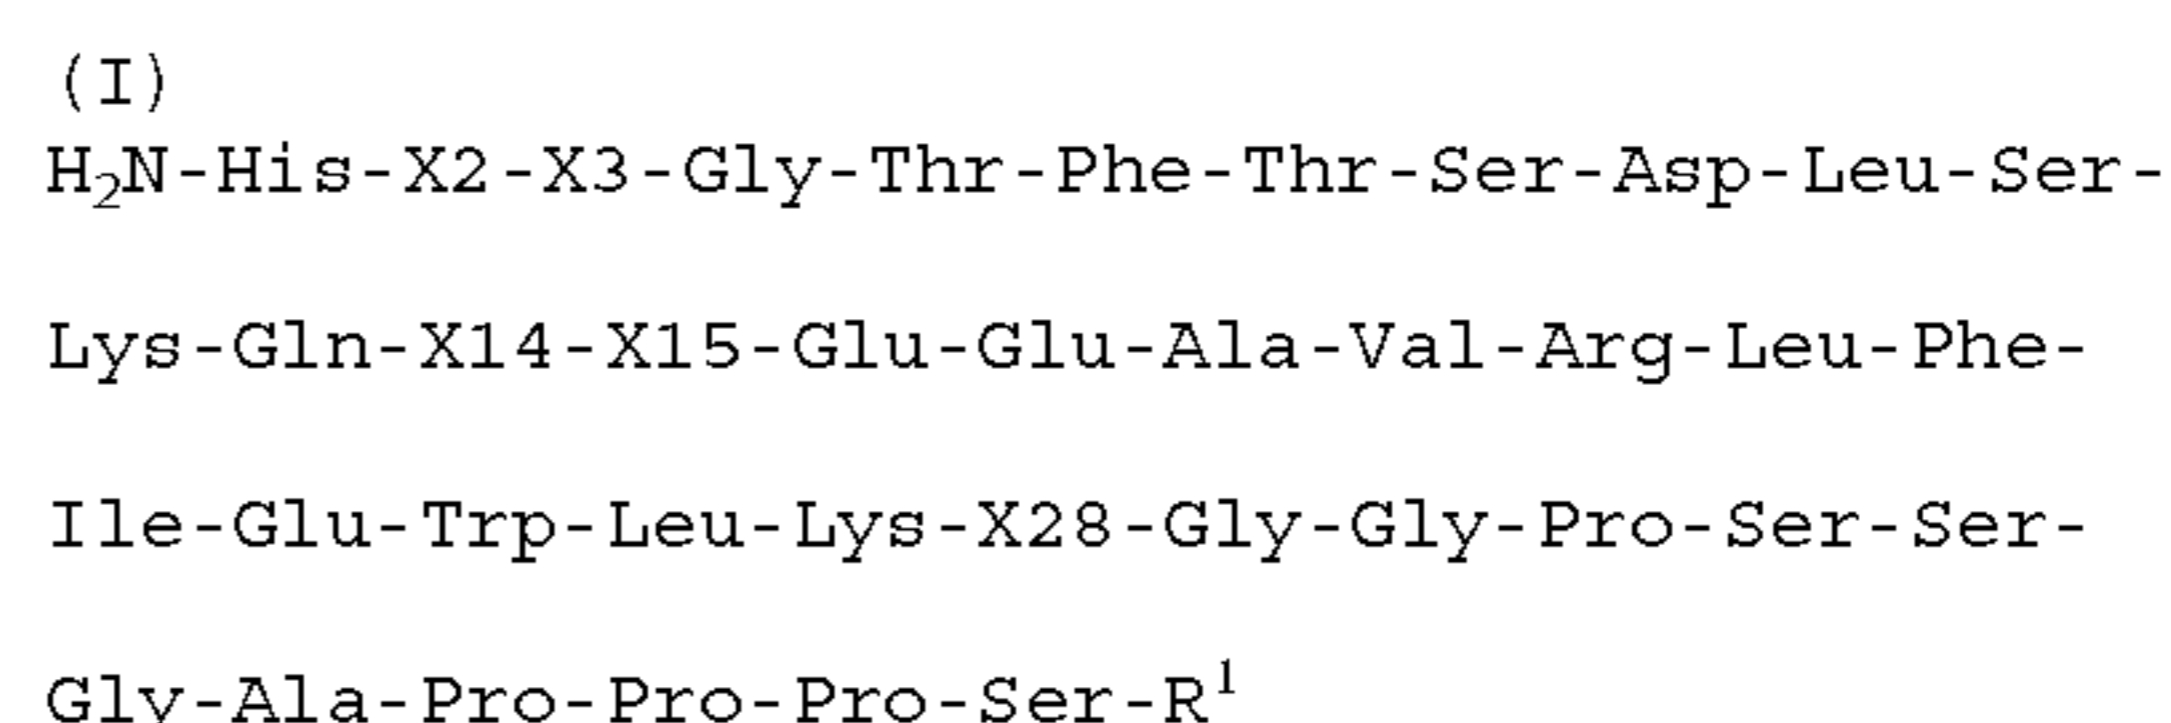 (I)
H₂N-His-X2-X3-Gly-Thr-Phe-Thr-Ser-Asp-Leu-Ser-
Lys-Gln-X14-X15-Glu-Glu-Ala-Val-Arg-Leu-Phe-
Ile-Glu-Trp-Leu-Lys-X28-Gly-Gly-Pro-Ser-Ser-
Gly-Ala-Pro-Pro-Pro-Ser-R¹